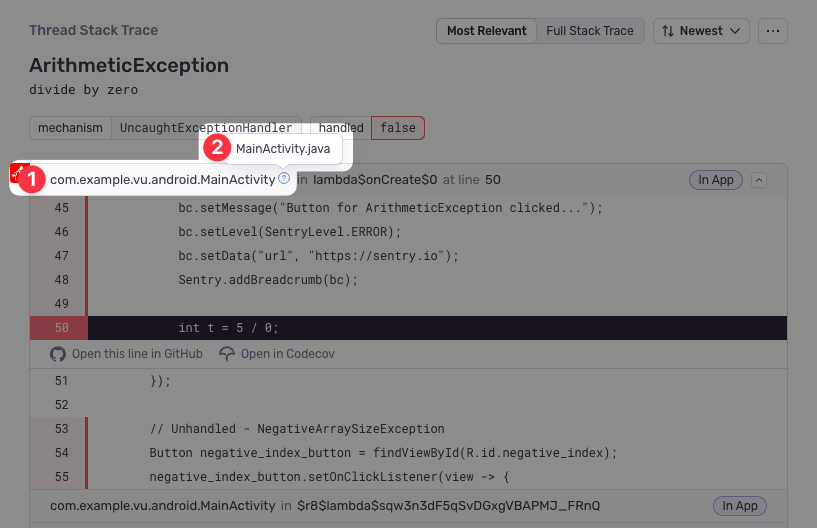 Thread Stack Trace
Most Relevant Full Stack Trace Newest ...
ArithmeticException
divide by zero
mechanism UncaughtExceptionHandler handled false
2 MainActivity.java
1 com.example.vu.android.MainActivity ? in lambda$onCreate$0 at line 50 In App
45 bc.setMessage("Button for ArithmeticException clicked...");
46 bc.setLevel(SentryLevel.ERROR);
47 bc.setData("url", "https://sentry.io");
48 Sentry.addBreadcrumb(bc);
49
50 int t = 5 / 0;
Open this line in GitHub Open in Codecov
51 });
52
53 // Unhandled - NegativeArraySizeException
54 Button negative_index_button = findViewById(R.id.negative_index);
55 negative_index_button.setOnClickListener(view -> {
com.example.vu.android.MainActivity in $r8$lambda$sqw3n3dF5qSvDGxgVBAPMJ_FRnQ In App